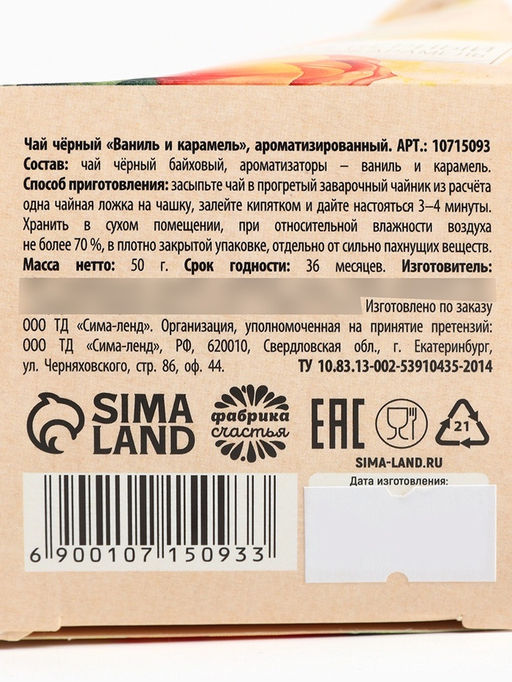 Чай чёрный «Ваниль и карамель», ароматизированный. АРТ.: 10715093
Состав: чай чёрный байховый, ароматизаторы – ваниль и карамель.
Способ приготовления: засыпьте чай в прогретый заварочный чайник из расчёта
одна чайная ложка на чашку, залейте кипятком и дайте настояться 3–4 минуты.
Хранить в сухом помещении, при относительной влажности воздуха
не более 70 %, в плотно закрытой упаковке, отдельно от сильно пахнущих веществ.
Масса нетто: 50 г. Срок годности: 36 месяцев. Изготовитель:
Изготовлено по заказу
ООО ТД «Сима-ленд». Организация, уполномоченная на принятие претензий:
ООО ТД «Сима-ленд», РФ, 620010, Свердловская обл., г. Екатеринбург,
ул. Черняховского, стр. 86, оф. 44. ТУ 10.83.13-002-53910435-2014
SIMA LAND
фабрика счастья
EAC
21
SIMA-LAND.RU
Дата изготовления:
6 900107 150933